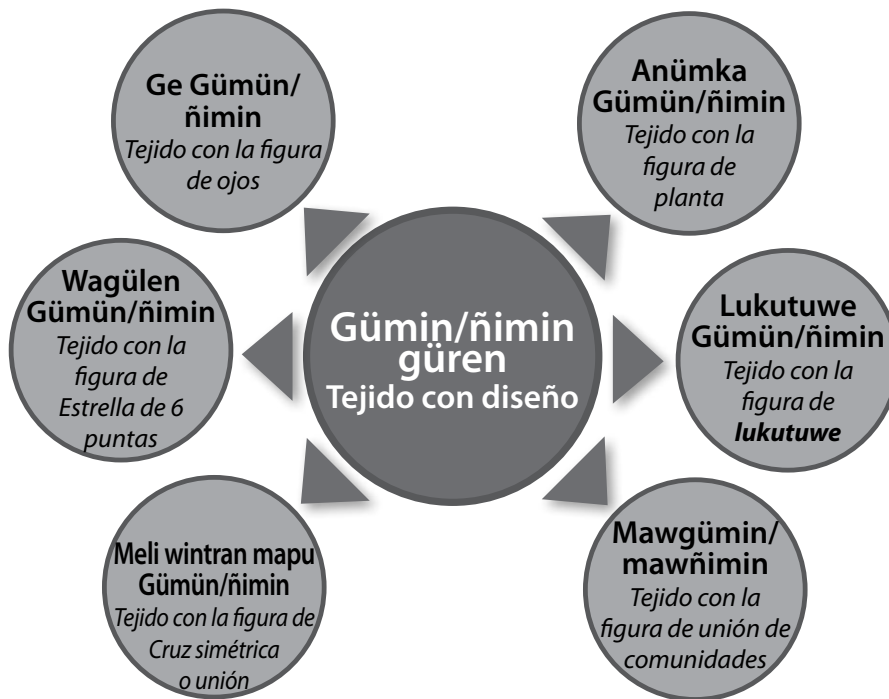 Ge Gümün/
ñimin
Tejido con la figura
de ojos
Anümka
Gümün/ñimin
Tejido con la
figura de
planta
Wagülen
Gümün/ñimin
Tejido con la
figura de
Estrella de 6
puntas
Gümin/ñimin
güren
Tejido con diseño
Lukutuwe
Gümün/ñimin
Tejido con la
figura de
lukutuwe
Meli wintran mapu
Gümün/ñimin
Tejido con la figura de
Cruz simétrica
o unión
Mawgümin/
mawñimin
Tejido con la
figura de unión de
comunidades